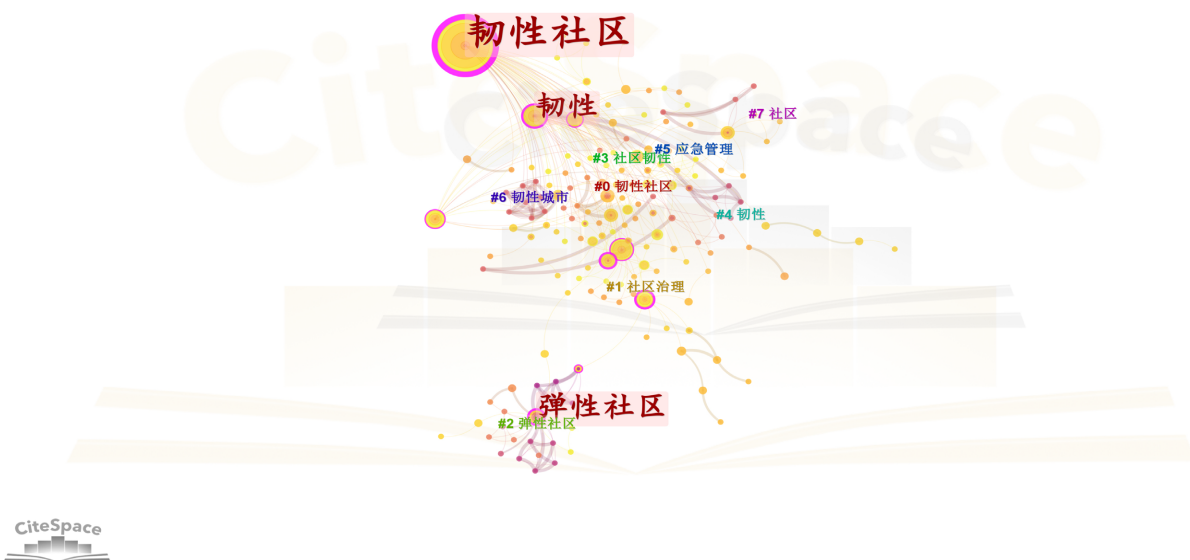 韧性社区
CiteSpace
CiteSpace
韧性
#7 社区
#5 应急管理
#3 社区韧性
#0 韧性社区
#6 韧性城市
#4 韧性
#1 社区治理
弹性社区
#2 弹性社区
CiteSpace